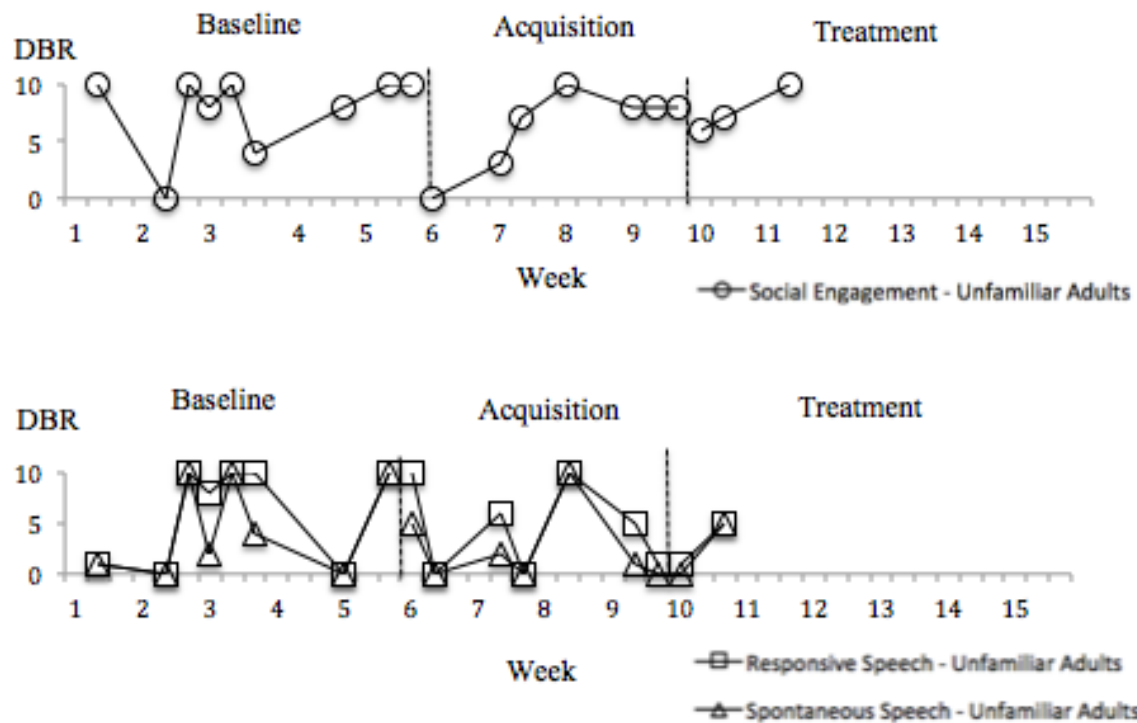 Baseline Acquisition Treatment
DBR
10
5
0
1 2 3 4 5 6 7 8 9 10 11 12 13 14 15
Week
Social Engagement - Unfamiliar Adults
Baseline Acquisition Treatment
DBR
10
5
0
1 2 3 4 5 6 7 8 9 10 11 12 13 14 15
Week
Responsive Speech - Unfamiliar Adults
Spontaneous Speech - Unfamiliar Adults